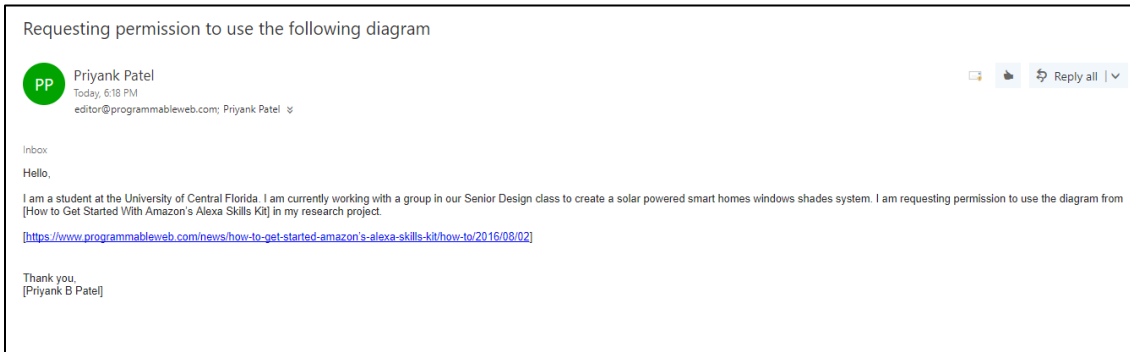 Requesting permission to use the following diagram
PP
Priyank Patel
Today, 6:18 PM
Reply all
editor@programmableweb.com; Priyank Patel
Inbox
Hello,
I am a student at the University of Central Florida. I am currently working with a group in our Senior Design class to create a solar powered smart homes windows shades system. I am requesting permission to use the diagram from
[How to Get Started With Amazon's Alexa Skills Kit] in my research project.
[https://www.programmableweb.com/news/how-to-get-started-amazon's-alexa-skills-kit/how-to/2016/08/02]
Thank you,
[Priyank B Patel]